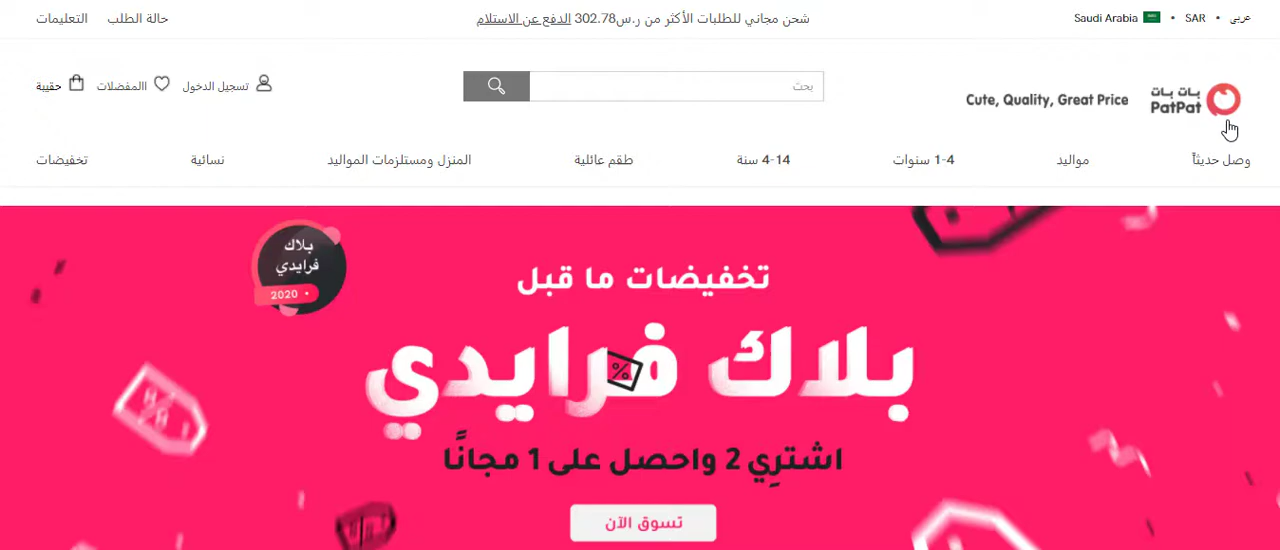 عربى • SAR • Saudi Arabia
شحن مجاني للطلبات الأكثر من ر.س302.78 الدفع عن الاستلام
حالة الطلب
التعليمات
بات بات
PatPat
Cute, Quality, Great Price
بحث
تسجيل الدخول
االمفضلات
حقيبة
وصل حديثاً
مواليد
1-4 سنوات
4-14 سنة
طقم عائلية
المنزل ومستلزمات المواليد
نسائية
تخفيضات
بلاك
فرايدي
2020
تخفيضات ما قبل
بلاك فرايدي
اشترِي 2 واحصل على 1 مجانًا
تسوق الآن